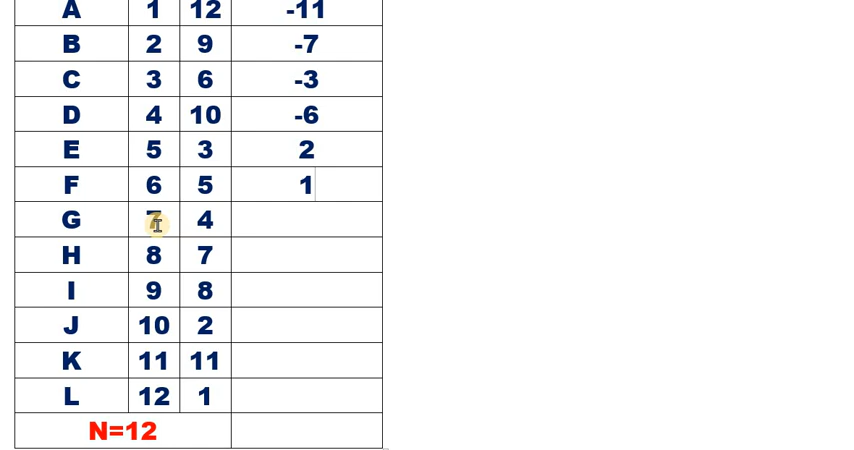 A 1 12 -11
B 2 9 -7
C 3 6 -3
D 4 10 -6
E 5 3 2
F 6 5 1
G 7 4
H 8 7
I 9 8
J 10 2
K 11 11
L 12 1
N=12